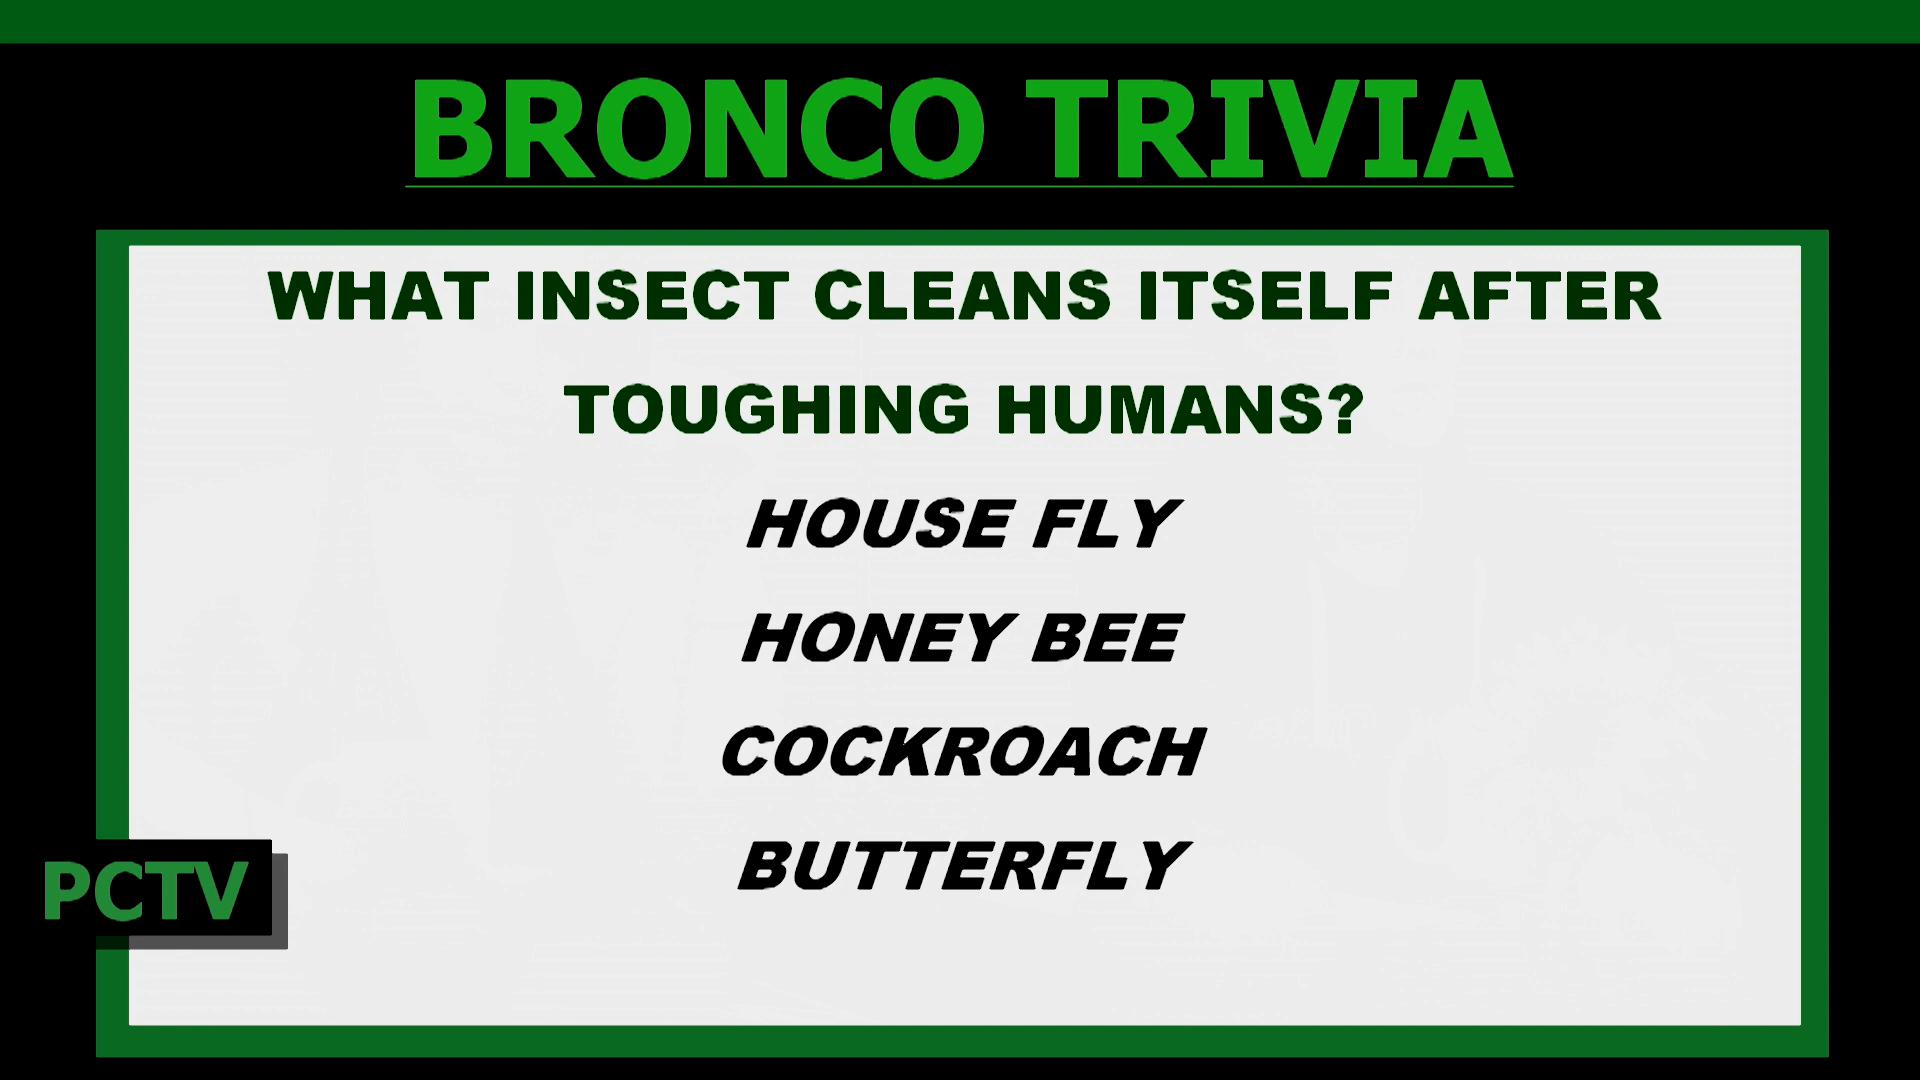 BRONCO TRIVIA
WHAT INSECT CLEANS ITSELF AFTER
TOUGHING HUMANS?
HOUSE FLY
HONEY BEE
COCKROACH
BUTTERFLY
PCTV